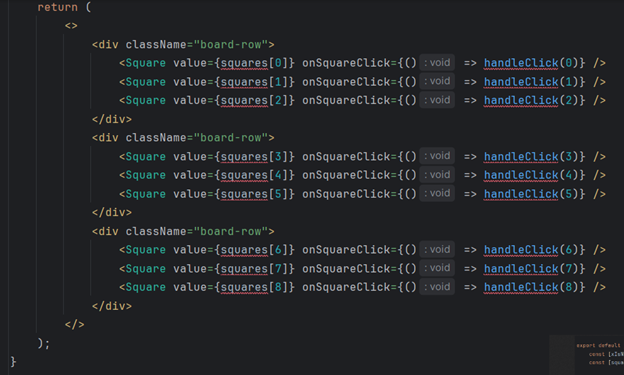 return (
<>
<div className="board-row">
<Square value={squares[0]} onSquareClick={() : void => handleClick(0)} />
<Square value={squares[1]} onSquareClick={() : void => handleClick(1)} />
<Square value={squares[2]} onSquareClick={() : void => handleClick(2)} />
</div>
<div className="board-row">
<Square value={squares[3]} onSquareClick={() : void => handleClick(3)} />
<Square value={squares[4]} onSquareClick={() : void => handleClick(4)} />
<Square value={squares[5]} onSquareClick={() : void => handleClick(5)} />
</div>
<div className="board-row">
<Square value={squares[6]} onSquareClick={() : void => handleClick(6)} />
<Square value={squares[7]} onSquareClick={() : void => handleClick(7)} />
<Square value={squares[8]} onSquareClick={() : void => handleClick(8)} />
</div>
</>
);
}
export default
const [xIsN
const [squa